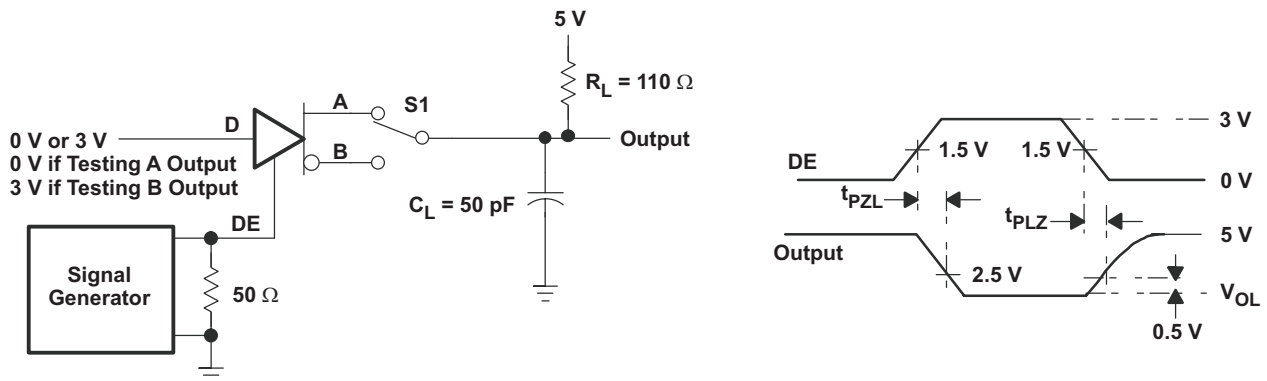 5 V
R_L = 110 Ω
A
S1
D
0 V or 3 V
0 V if Testing A Output
3 V if Testing B Output
B
Output
C_L = 50 pF
DE
Signal
Generator
50 Ω
3 V
1.5 V
1.5 V
DE
0 V
t_PZL
t_PLZ
5 V
Output
2.5 V
V_OL
0.5 V